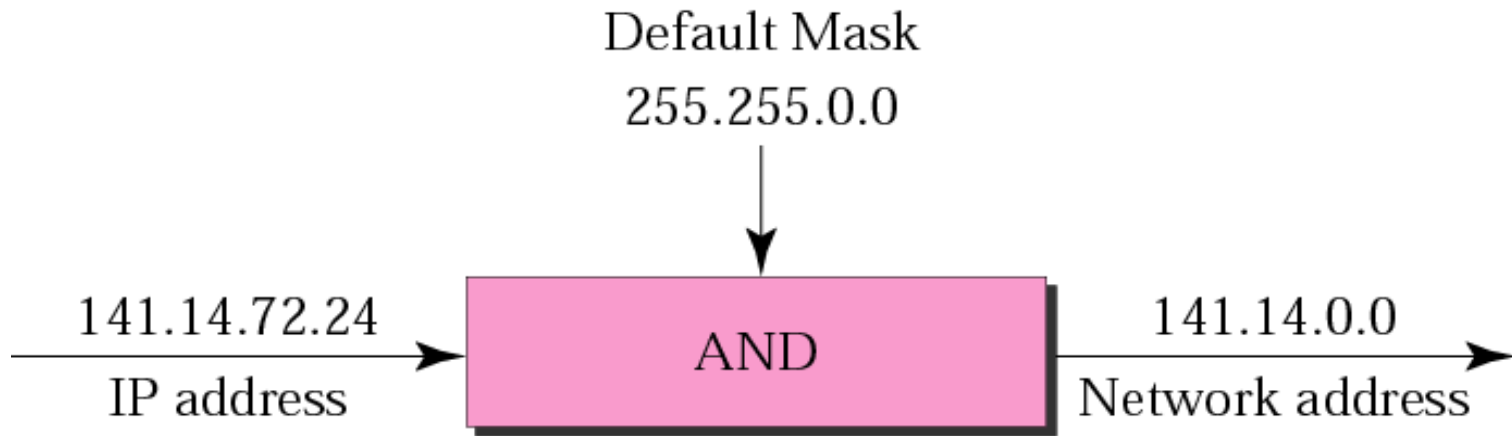 Default Mask
255.255.0.0
141.14.72.24
IP address
AND
141.14.0.0
Network address